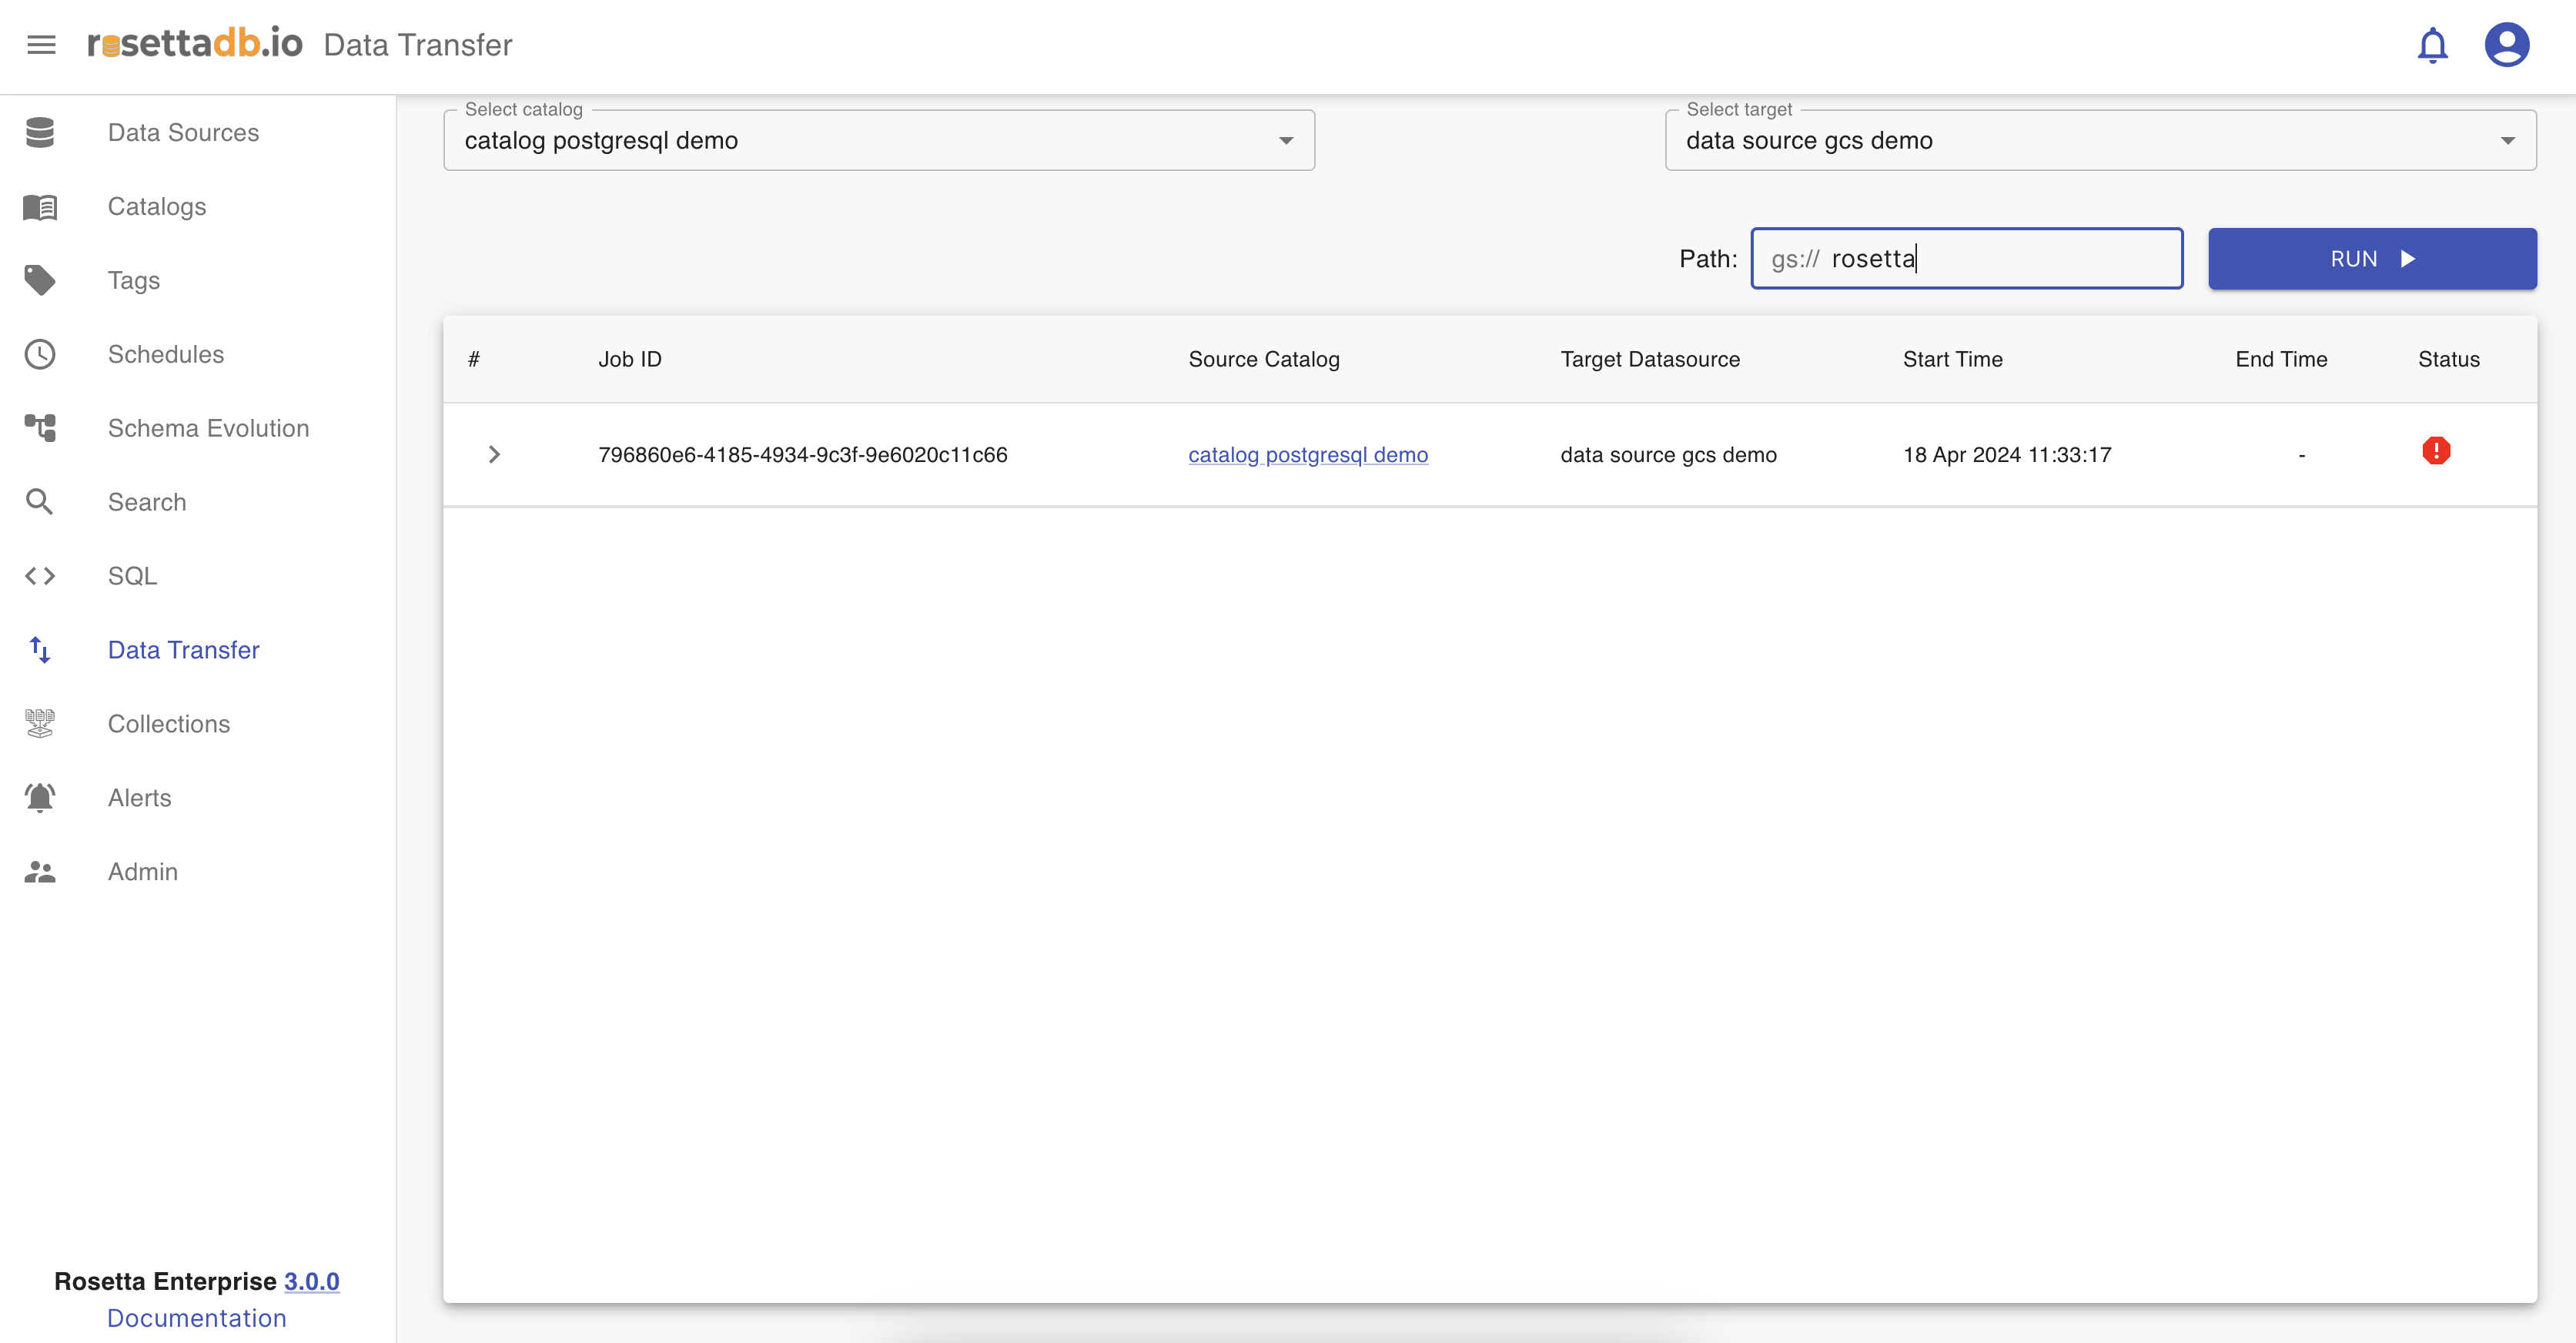 rosettadb.io Data Transfer
Data Sources
Catalogs
Tags
Schedules
Schema Evolution
Search
SQL
Data Transfer
Collections
Alerts
Admin
Rosetta Enterprise 3.0.0
Documentation
Select catalog
catalog postgresql demo
Select target
data source gcs demo
Path: gs:// rosetta RUN
# Job ID Source Catalog Target Datasource Start Time End Time Status
796860e6-4185-4934-9c3f-9e6020c11c66 catalog postgresql demo data source gcs demo 18 Apr 2024 11:33:17 -